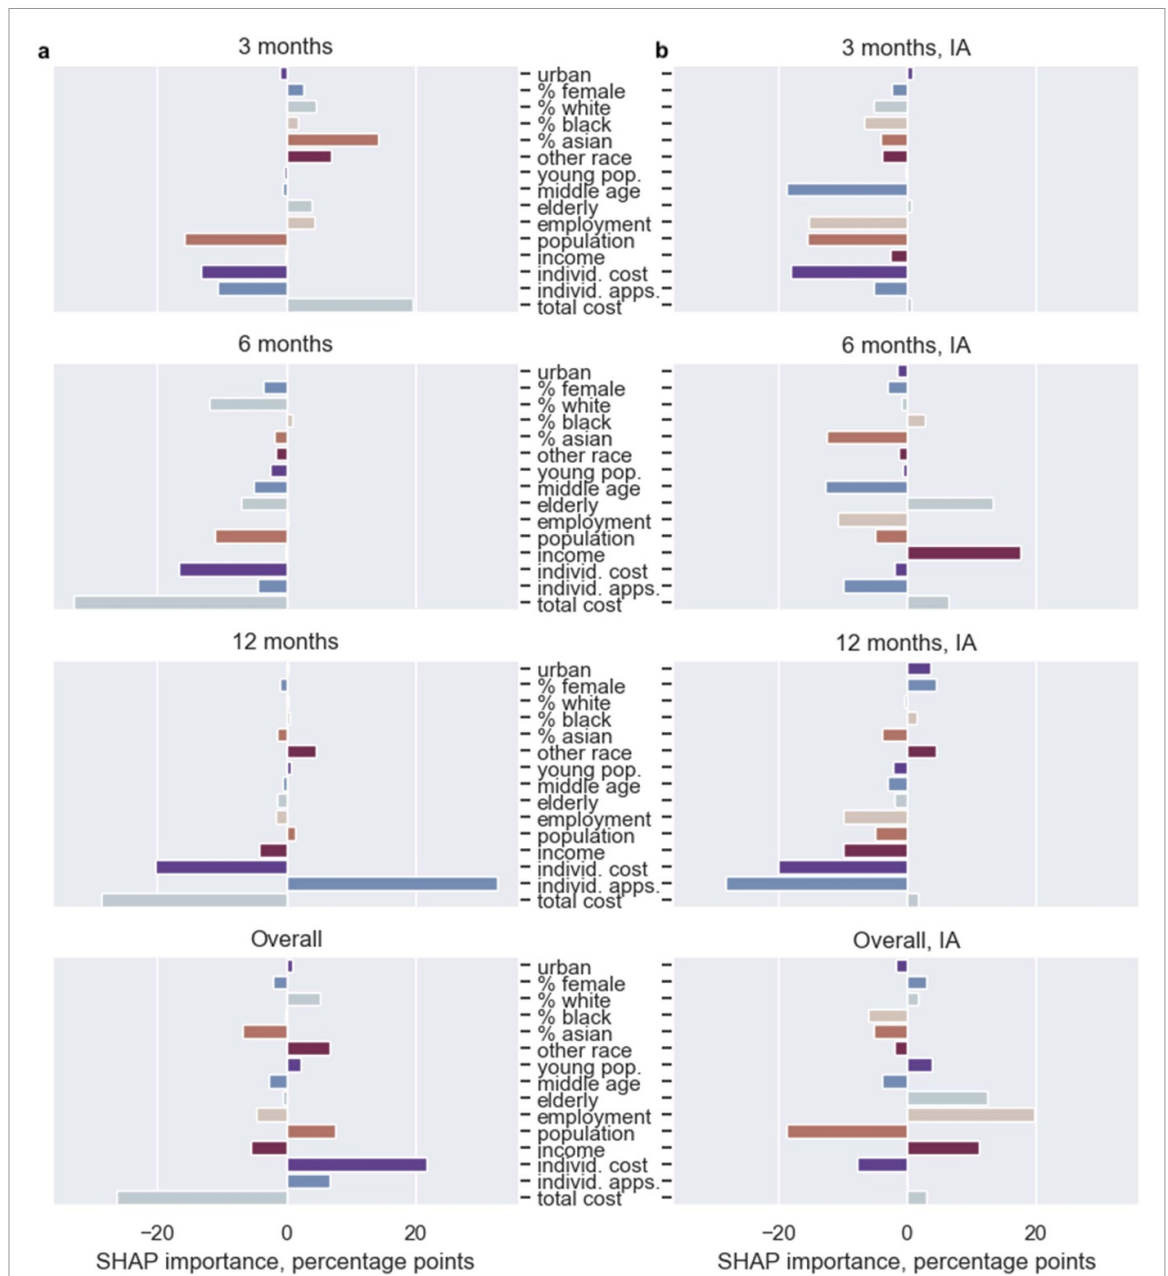 a 3 months b 3 months, IA
urban
% female
% white
% black
% asian
other race
young pop.
middle age
elderly
employment
population
income
individ. cost
individ. apps.
total cost
6 months 6 months, IA
urban
% female
% white
% black
% asian
other race
young pop.
middle age
elderly
employment
population
income
individ. cost
individ. apps.
total cost
12 months 12 months, IA
urban
% female
% white
% black
% asian
other race
young pop.
middle age
elderly
employment
population
income
individ. cost
individ. apps.
total cost
Overall Overall, IA
urban
% female
% white
% black
% asian
other race
young pop.
middle age
elderly
employment
population
income
individ. cost
individ. apps.
total cost
−20 0 20 −20 0 20
SHAP importance, percentage points SHAP importance, percentage points